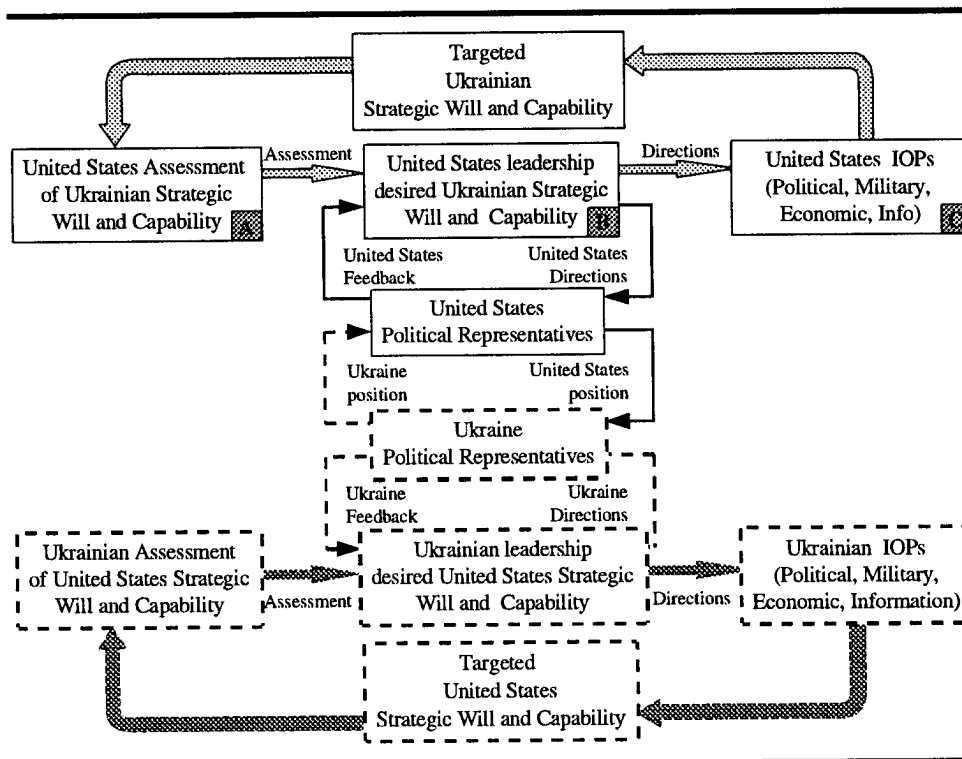 Targeted
Ukrainian
Strategic Will and Capability
United States Assessment
of Ukrainian Strategic
Will and Capability
A
Assessment
United States leadership
desired Ukrainian Strategic
Will and Capability
B
Directions
United States IOPs
(Political, Military,
Economic, Info)
C
United States
Feedback
United States
Directions
United States
Political Representatives
Ukraine
position
United States
position
Ukraine
Political Representatives
Ukraine
Feedback
Ukraine
Directions
Ukrainian Assessment
of United States Strategic
Will and Capability
Assessment
Ukrainian leadership
desired United States Strategic
Will and Capability
Directions
Ukrainian IOPs
(Political, Military,
Economic, Information)
Targeted
United States
Strategic Will and Capability